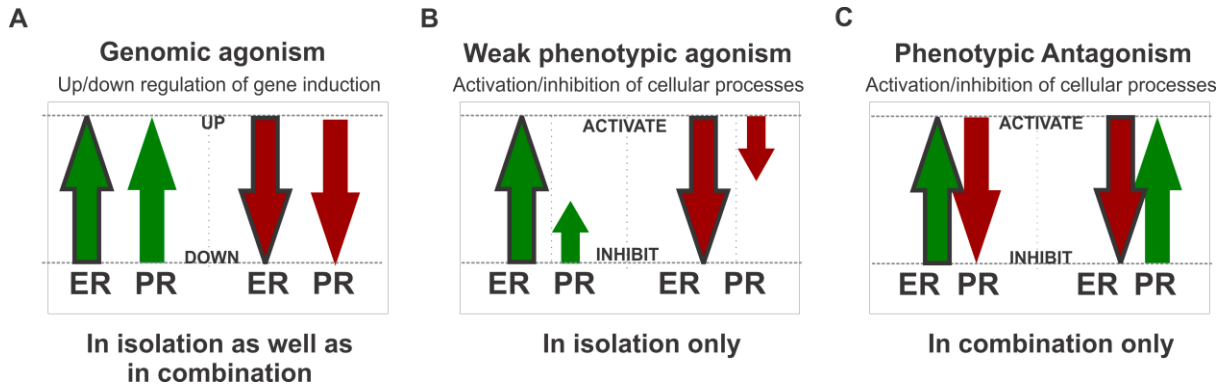 A
Genomic agonism
Up/down regulation of gene induction
UP
DOWN
ER PR ER PR
In isolation as well as
in combination
B
Weak phenotypic agonism
Activation/inhibition of cellular processes
ACTIVATE
INHIBIT
ER PR ER PR
In isolation only
C
Phenotypic Antagonism
Activation/inhibition of cellular processes
ACTIVATE
INHIBIT
ER PR ER PR
In combination only